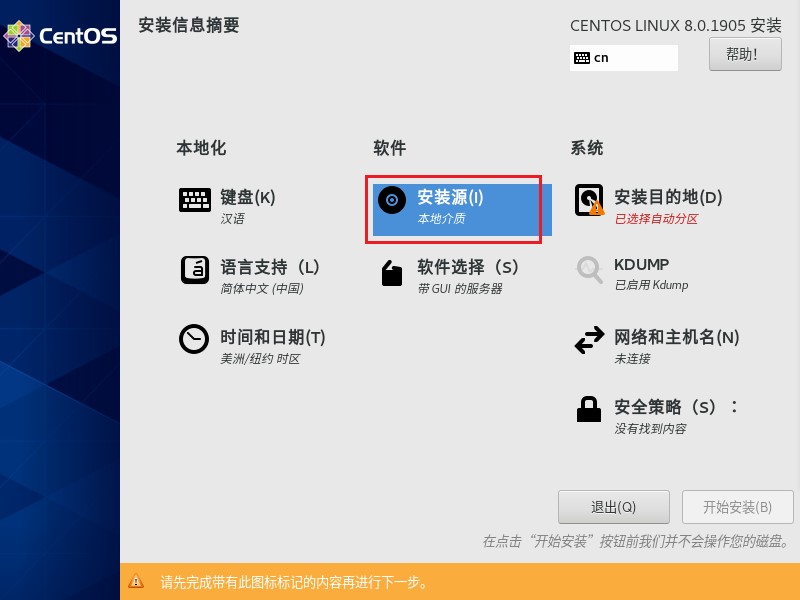 CentOS
安装信息摘要
CENTOS LINUX 8.0.1905 安装
cn
帮助!
本地化
键盘(K)
汉语
语言支持（L）
简体中文 (中国)
时间和日期(T)
美洲/纽约 时区
软件
安装源(I)
本地介质
软件选择（S）
带 GUI 的服务器
系统
安装目的地(D)
已选择自动分区
KDUMP
已启用 Kdump
网络和主机名(N)
未连接
安全策略（S）：
没有找到内容
退出(Q)
开始安装(B)
在点击“开始安装”按钮前我们并不会操作您的磁盘。
请先完成带有此图标标记的内容再进行下一步。